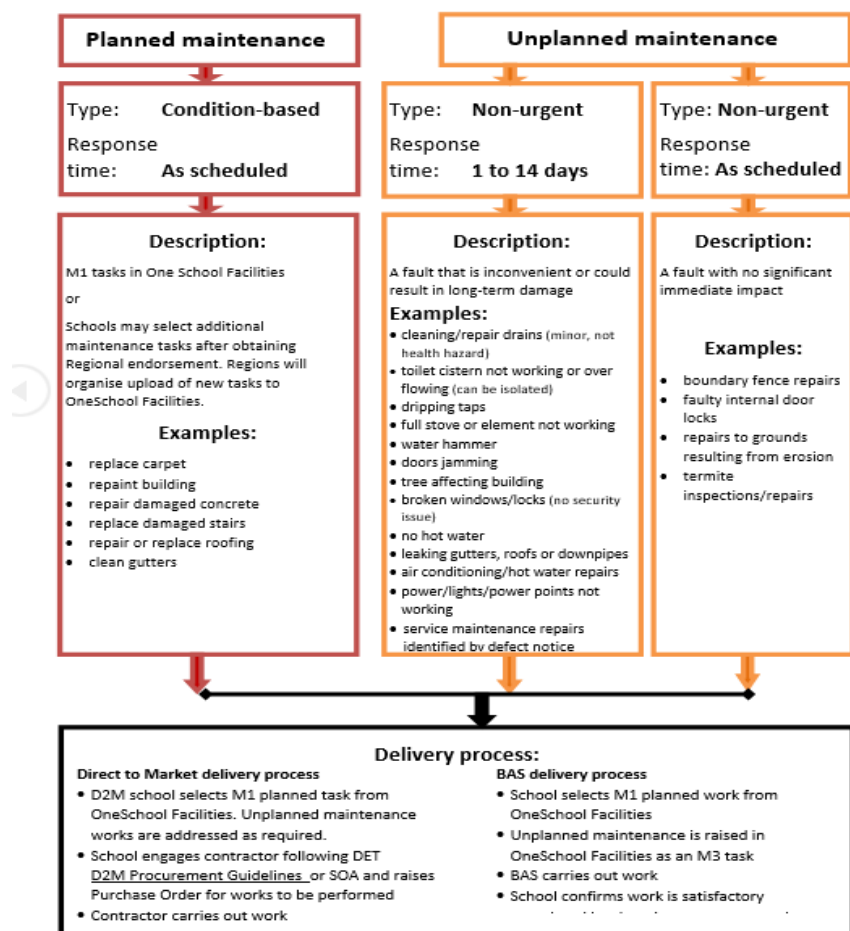 Planned maintenance
Unplanned maintenance
Type: Condition-based
Response
time: As scheduled
Type: Non-urgent
Response
time: 1 to 14 days
Type: Non-urgent
Response
time: As scheduled
Description:
M1 tasks in One School Facilities
or
Schools may select additional
maintenance tasks after obtaining
Regional endorsement. Regions will
organise upload of new tasks to
OneSchool Facilities.
Examples:
• replace carpet
• repaint building
• repair damaged concrete
• replace damaged stairs
• repair or replace roofing
• clean gutters
Description:
A fault that is inconvenient or could
result in long-term damage
Examples:
• cleaning/repair drains (minor, not
health hazard)
• toilet cistern not working or over
flowing (can be isolated)
• dripping taps
• full stove or element not working
• water hammer
• doors jamming
• tree affecting building
• broken windows/locks (no security
issue)
• no hot water
• leaking gutters, roofs or downpipes
• air conditioning/hot water repairs
• power/lights/power points not
working
• service maintenance repairs
identified by defect notice
Description:
A fault with no significant
immediate impact
Examples:
• boundary fence repairs
• faulty internal door
locks
• repairs to grounds
resulting from erosion
• termite
inspections/repairs
Delivery process:
Direct to Market delivery process
• D2M school selects M1 planned task from
OneSchool Facilities. Unplanned maintenance
works are addressed as required.
• School engages contractor following DET
D2M Procurement Guidelines or SOA and raises
Purchase Order for works to be performed
• Contractor carries out work
BAS delivery process
• School selects M1 planned work from
OneSchool Facilities
• Unplanned maintenance is raised in
OneSchool Facilities as an M3 task
• BAS carries out work
• School confirms work is satisfactory